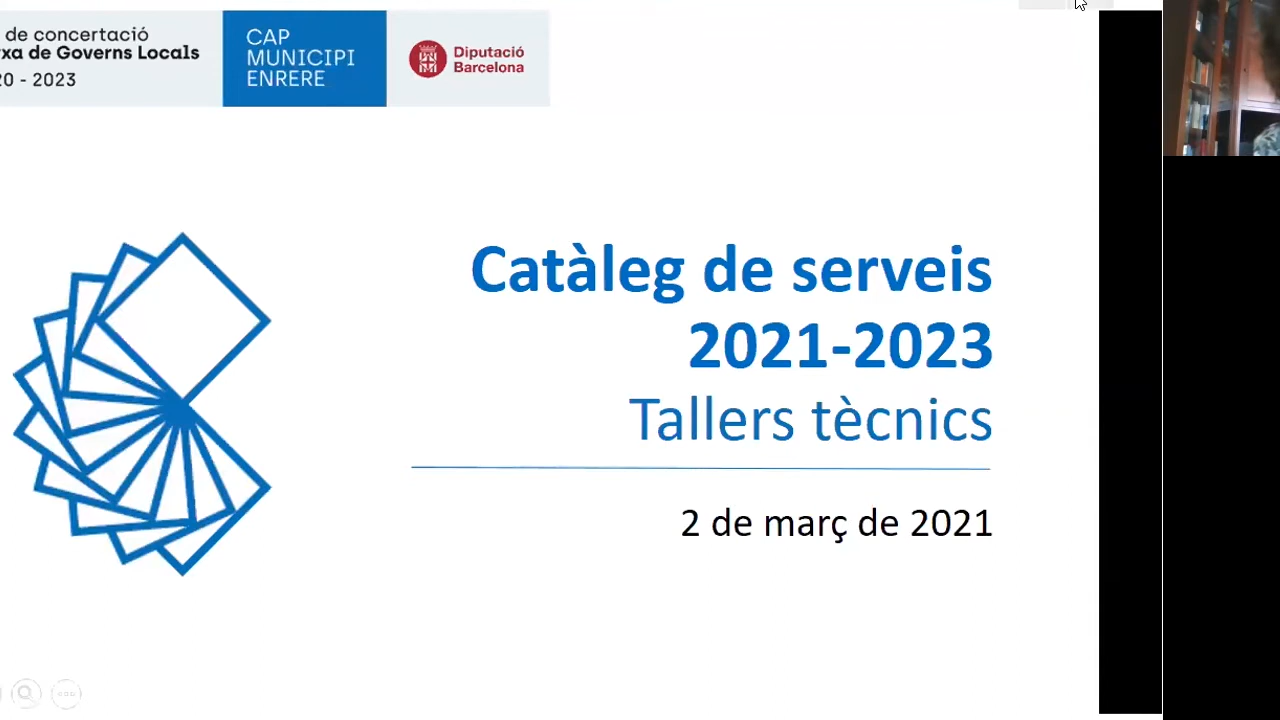 de concertació
xa de Governs Locals
0 - 2023
CAP
MUNICIPI
ENRERE
Diputació
Barcelona
Catàleg de serveis
2021-2023
Tallers tècnics
2 de març de 2021